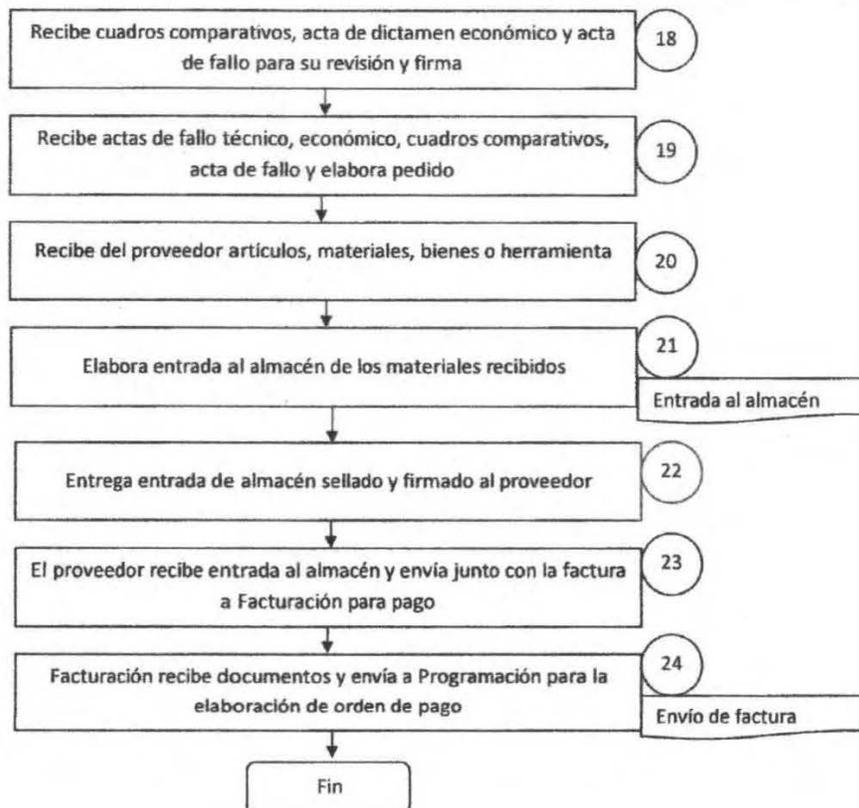 Recibe cuadros comparativos, acta de dictamen económico y acta
de fallo para su revisión y firma
18
Recibe actas de fallo técnico, económico, cuadros comparativos,
acta de fallo y elabora pedido
19
Recibe del proveedor artículos, materiales, bienes o herramienta
20
Elabora entrada al almacén de los materiales recibidos
21
Entrada al almacén
Entrega entrada de almacén sellado y firmado al proveedor
22
El proveedor recibe entrada al almacén y envía junto con la factura
a Facturación para pago
23
Facturación recibe documentos y envía a Programación para la
elaboración de orden de pago
24
Envío de factura
Fin